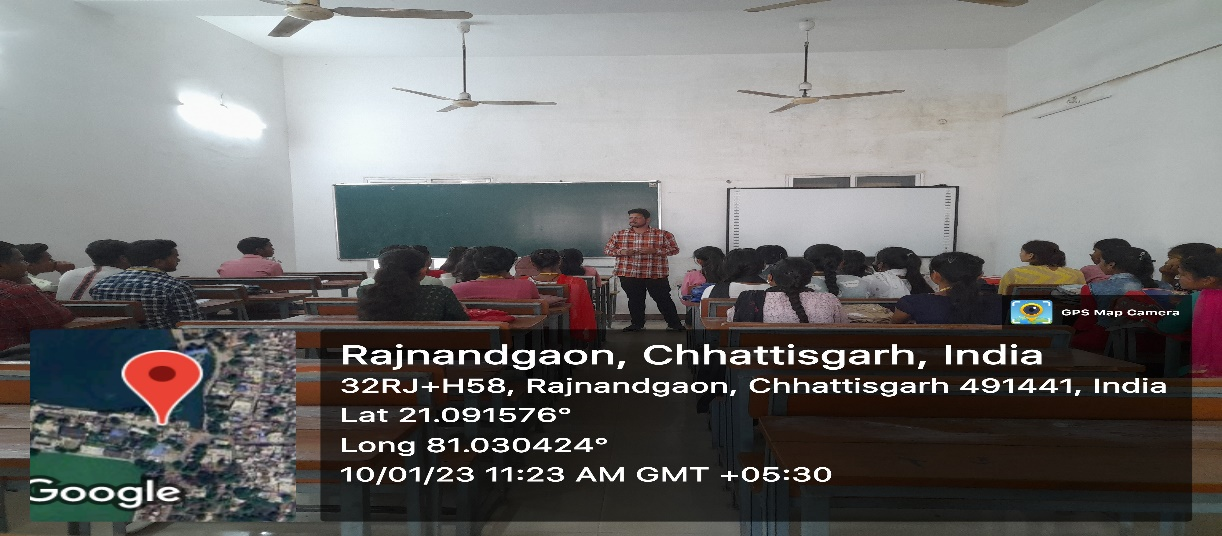 GPS Map Camera
Rajnandgaon, Chhattisgarh, India
32RJ+H58, Rajnandgaon, Chhattisgarh 491441, India
Lat 21.091576°
Long 81.030424°
10/01/23 11:23 AM GMT +05:30
Google